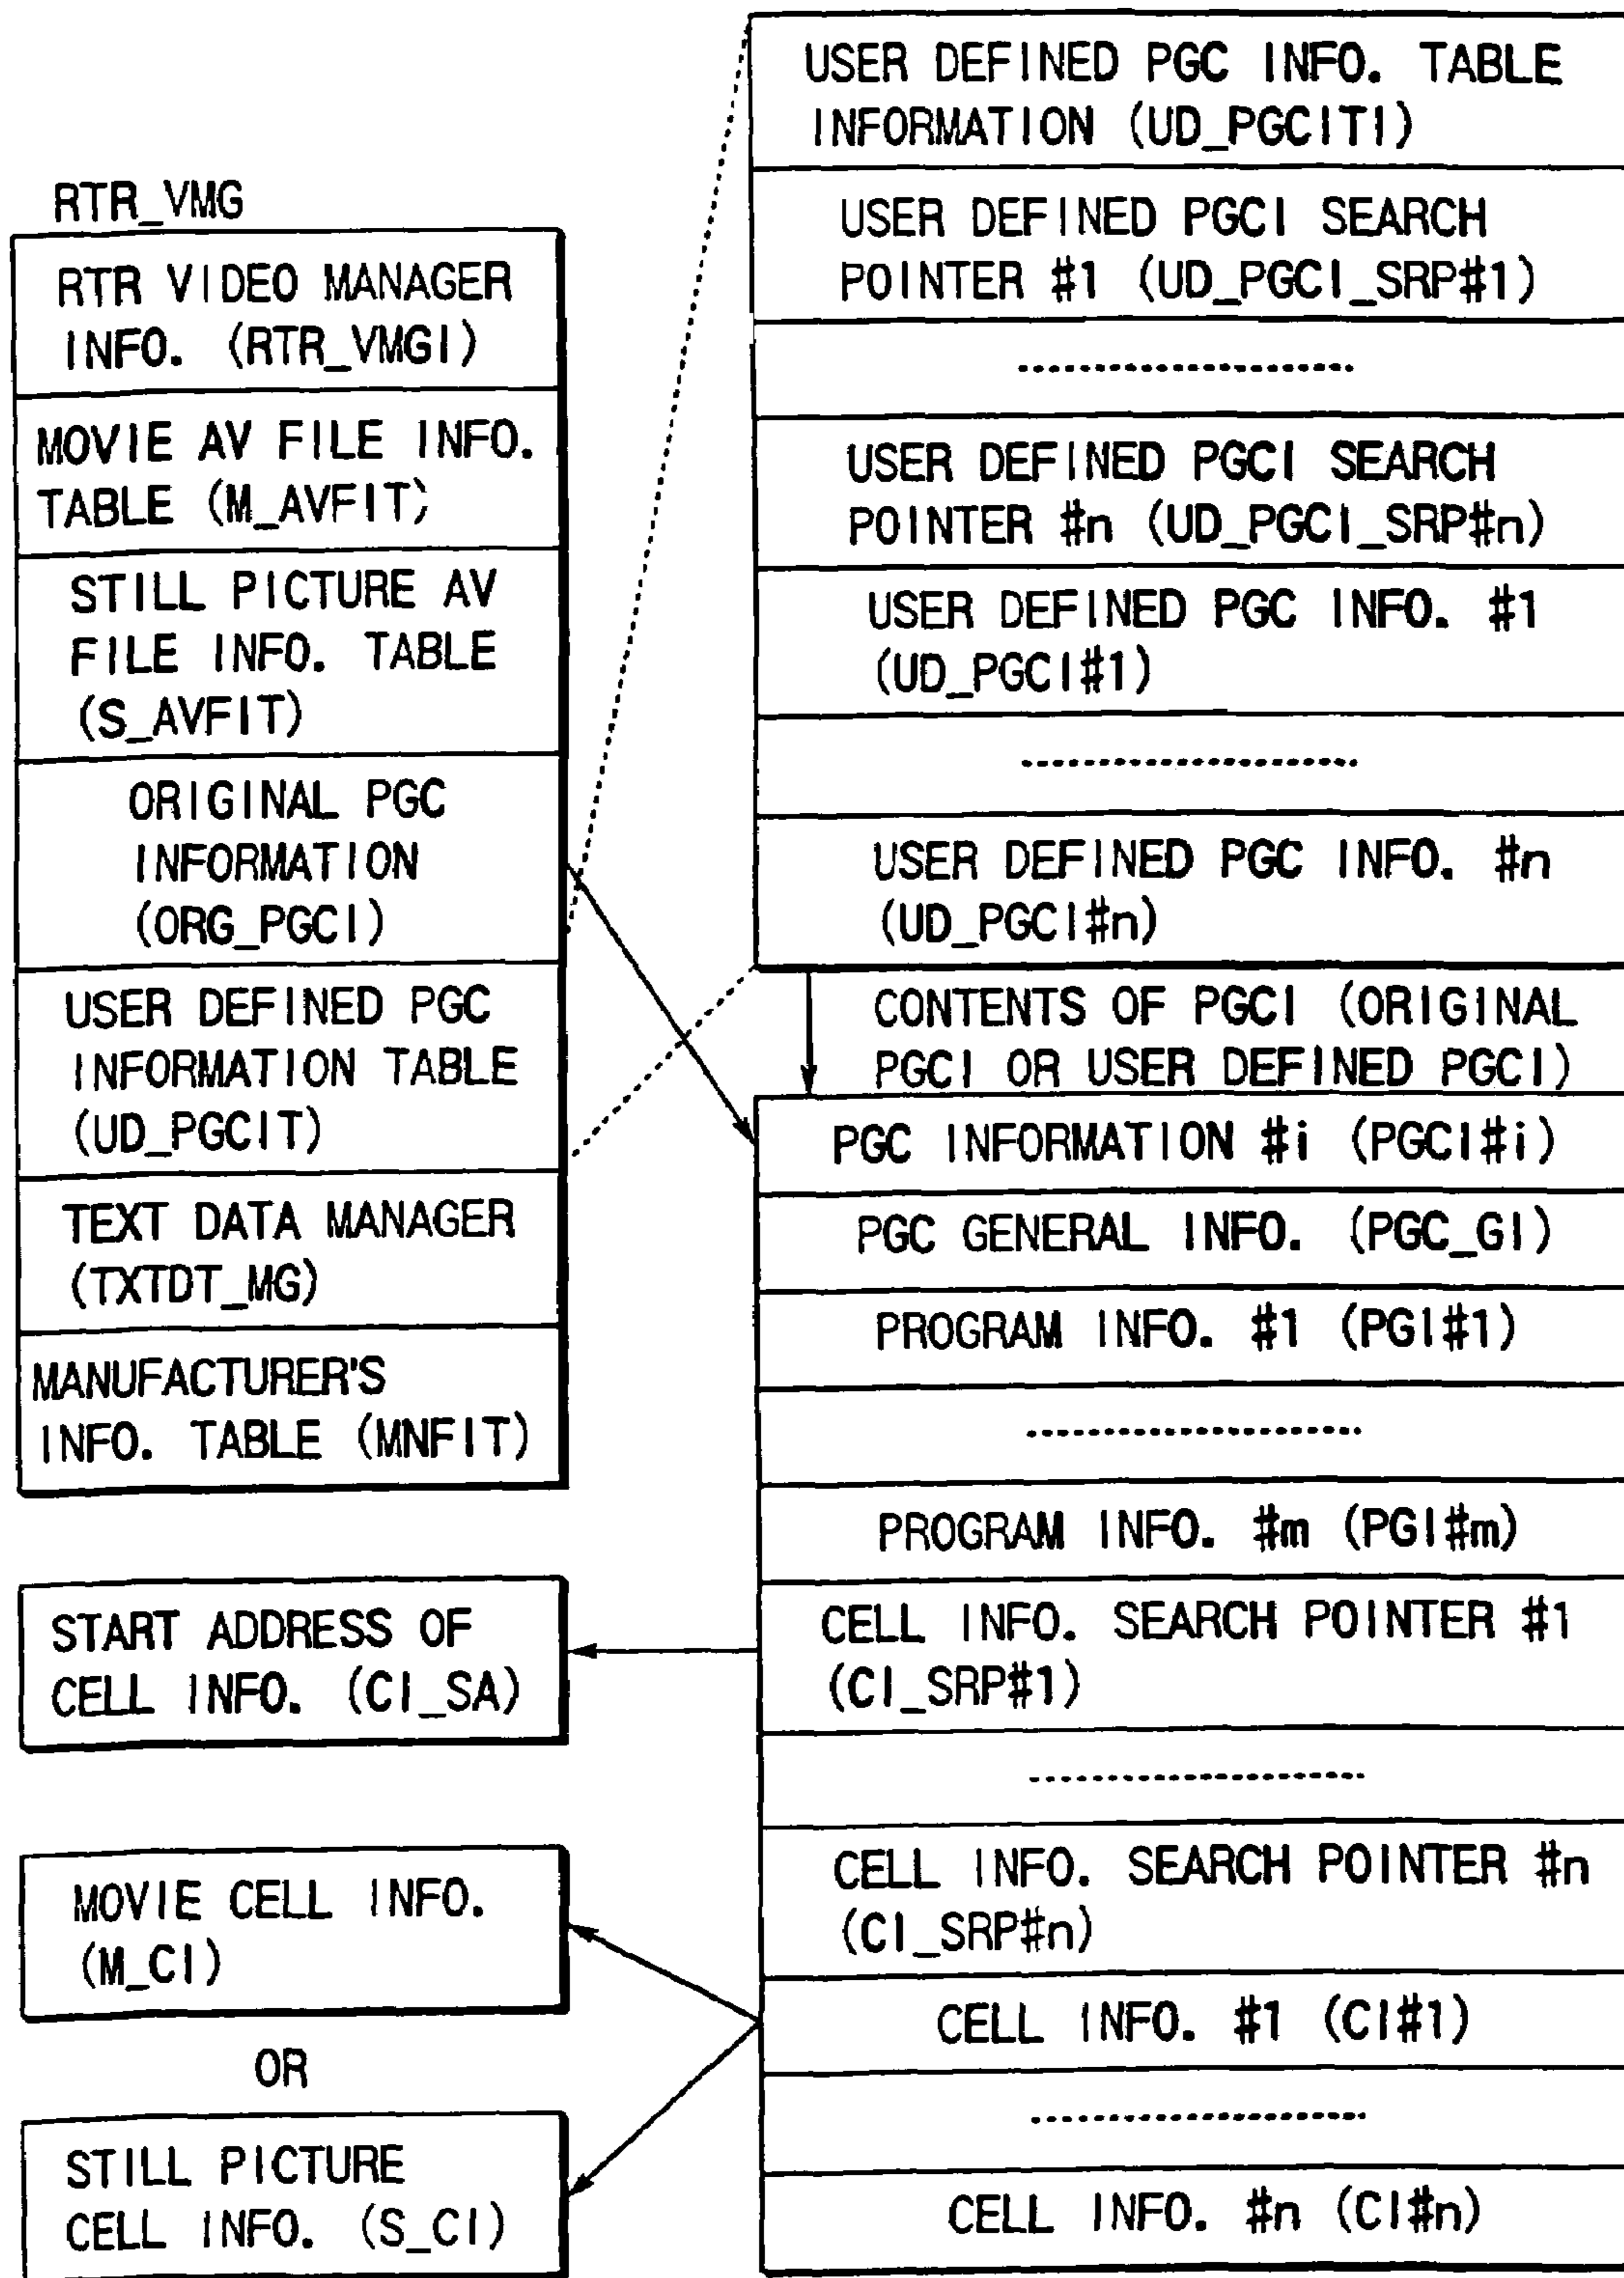 RTR_VMG
RTR VIDEO MANAGER
INFO. (RTR_VMGI)
MOVIE AV FILE INFO.
TABLE (M_AVFIT)
STILL PICTURE AV
FILE INFO. TABLE
(S_AVFIT)
ORIGINAL PGC
INFORMATION
(ORG_PGCI)
USER DEFINED PGC
INFORMATION TABLE
(UD_PGCIT)
TEXT DATA MANAGER
(TXTDT_MG)
MANUFACTURER'S
INFO. TABLE (MNFIT)
START ADDRESS OF
CELL INFO. (CI_SA)
MOVIE CELL INFO.
(M_CI)
OR
STILL PICTURE
CELL INFO. (S_CI)
USER DEFINED PGC INFO. TABLE
INFORMATION (UD_PGCITI)
USER DEFINED PGCI SEARCH
POINTER #1 (UD_PGCI_SRP#1)
USER DEFINED PGCI SEARCH
POINTER #n (UD_PGCI_SRP#n)
USER DEFINED PGC INFO. #1
(UD_PGCI#1)
USER DEFINED PGC INFO. #n
(UD_PGCI#n)
CONTENTS OF PGCI (ORIGINAL
PGCI OR USER DEFINED PGCI)
PGC INFORMATION #i (PGCI#i)
PGC GENERAL INFO. (PGC_GI)
PROGRAM INFO. #1 (PGI#1)
PROGRAM INFO. #m (PGI#m)
CELL INFO. SEARCH POINTER #1
(CI_SRP#1)
CELL INFO. SEARCH POINTER #n
(CI_SRP#n)
CELL INFO. #1 (CI#1)
CELL INFO. #n (CI#n)